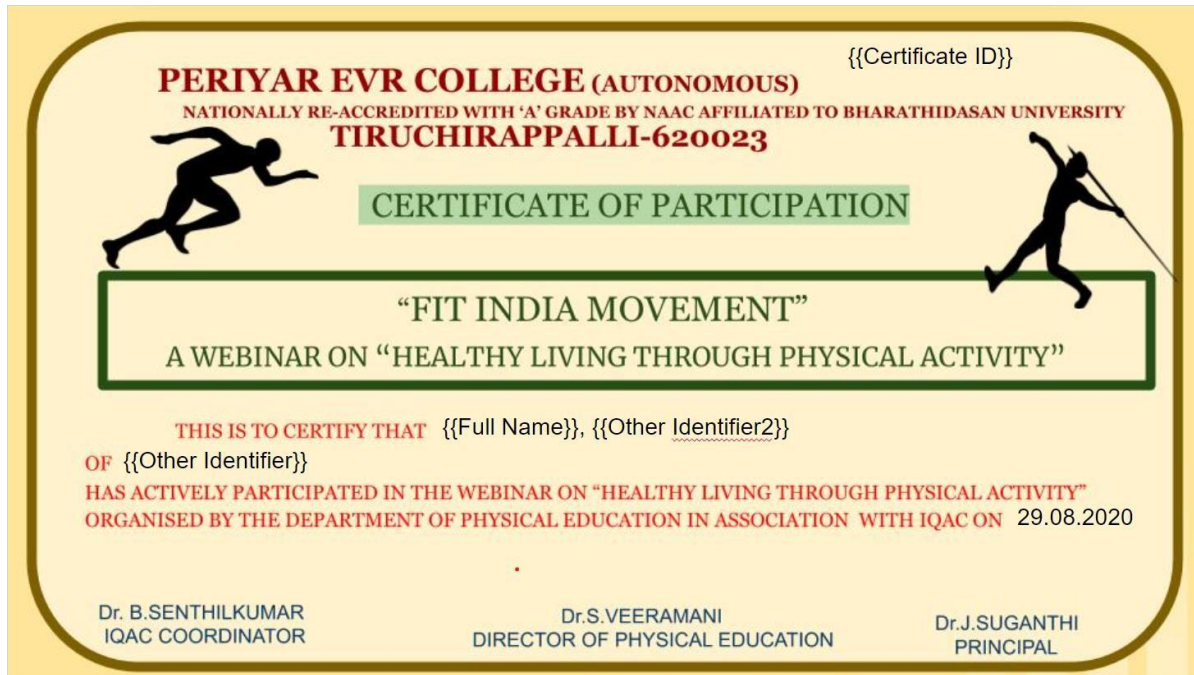 {{Certificate ID}}
PERIYAR EVR COLLEGE (AUTONOMOUS)
NATIONALLY RE-ACCREDITED WITH ‘A’ GRADE BY NAAC AFFILIATED TO BHARATHIDASAN UNIVERSITY
TIRUCHIRAPPALLI-620023
CERTIFICATE OF PARTICIPATION
“FIT INDIA MOVEMENT”
A WEBINAR ON “HEALTHY LIVING THROUGH PHYSICAL ACTIVITY”
THIS IS TO CERTIFY THAT {{Full Name}}, {{Other Identifier2}}
OF {{Other Identifier}}
HAS ACTIVELY PARTICIPATED IN THE WEBINAR ON “HEALTHY LIVING THROUGH PHYSICAL ACTIVITY”
ORGANISED BY THE DEPARTMENT OF PHYSICAL EDUCATION IN ASSOCIATION WITH IQAC ON 29.08.2020
Dr. B.SENTHILKUMAR
IQAC COORDINATOR
Dr.S.VEERAMANI
DIRECTOR OF PHYSICAL EDUCATION
Dr.J.SUGANTHI
PRINCIPAL